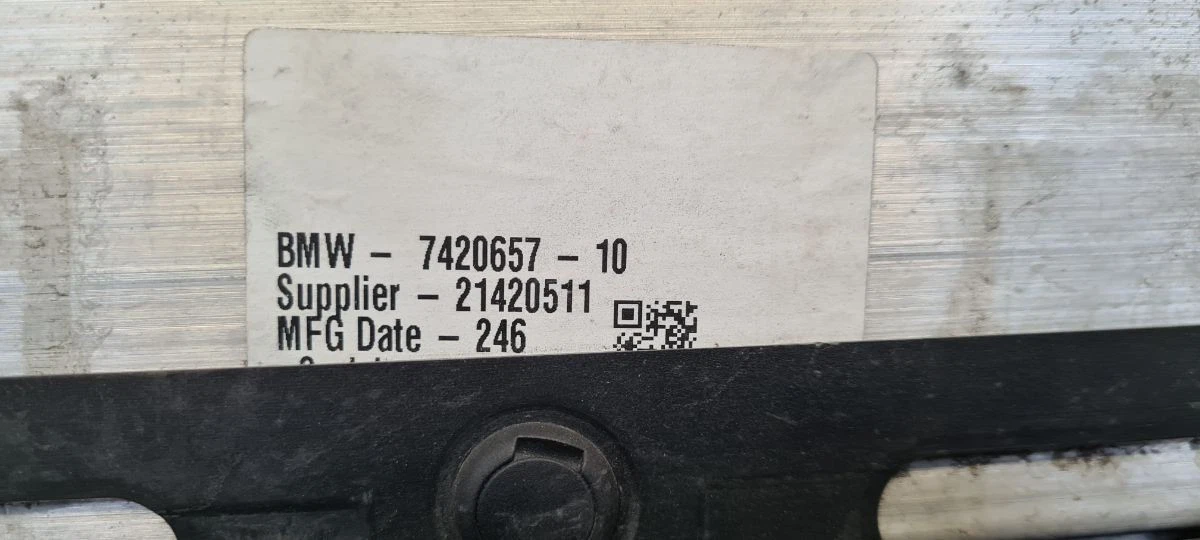 BMW – 7420657 – 10
Supplier – 21420511
MFG Date – 246